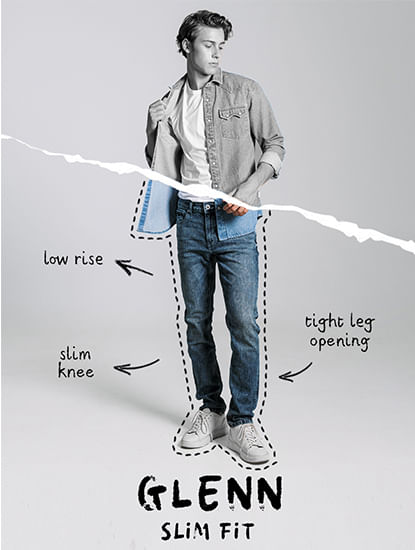 low rise
tight leg
opening
slim
knee
GLENN
SLiM FiT